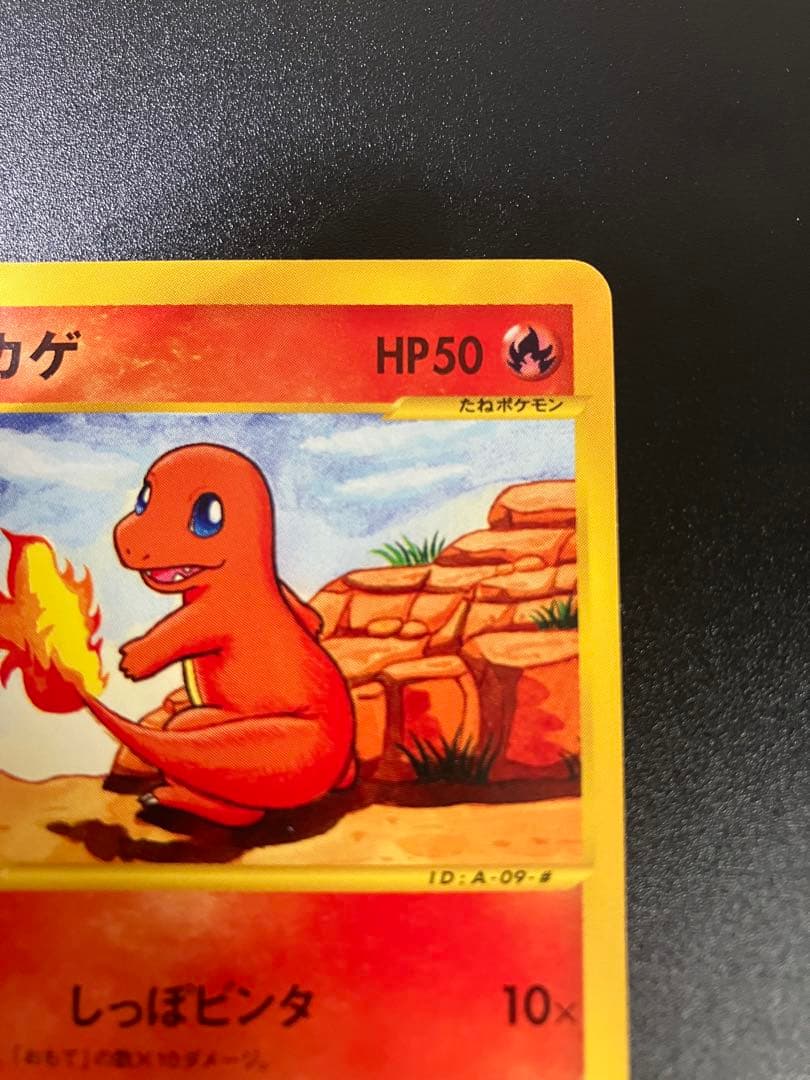 カゲ HP50
たねポケモン
ID:A-09-#
しっぽビンタ 10×
「おもて」の数×10ダメージ。